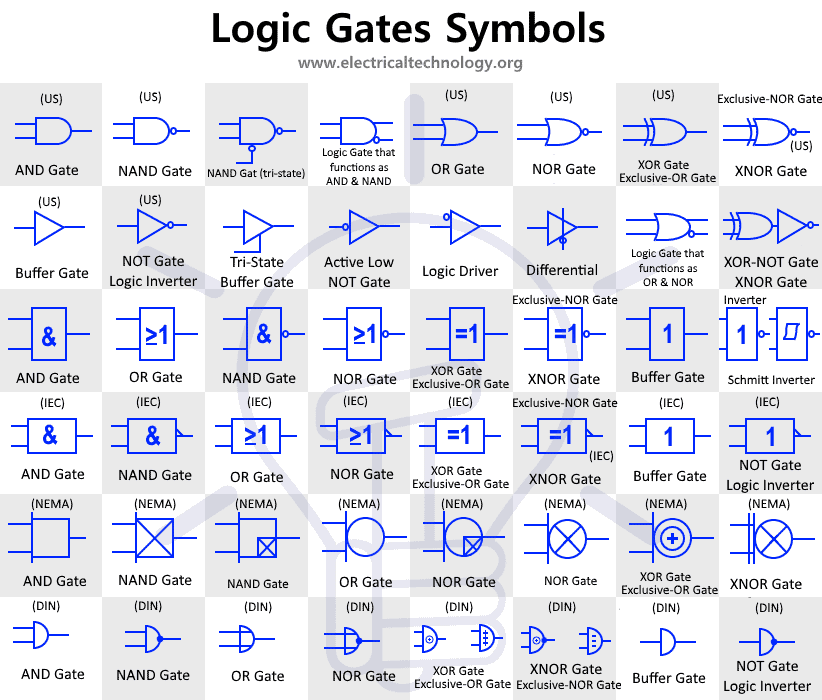 Logic Gates Symbols
www.electricaltechnology.org
(US)
AND Gate
(US)
NAND Gate
NAND Gat (tri-state)
Logic Gate that
functions as
AND & NAND
(US)
OR Gate
(US)
NOR Gate
(US)
XOR Gate
Exclusive-OR Gate
Exclusive-NOR Gate
(US)
XNOR Gate
(US)
Buffer Gate
(US)
NOT Gate
Logic Inverter
Tri-State
Buffer Gate
Active Low
NOT Gate
Logic Driver
Differential
Logic Gate that
functions as
OR & NOR
XOR-NOT Gate
XNOR Gate
&
AND Gate
≥1
OR Gate
&
NAND Gate
≥1
NOR Gate
=1
XOR Gate
Exclusive-OR Gate
Exclusive-NOR Gate
=1
XNOR Gate
1
Buffer Gate
Inverter
1
Schmitt Inverter
(IEC)
&
AND Gate
(IEC)
&
NAND Gate
(IEC)
≥1
OR Gate
(IEC)
≥1
NOR Gate
(IEC)
=1
XOR Gate
Exclusive-OR Gate
Exclusive-NOR Gate
=1
(IEC)
XNOR Gate
(IEC)
1
Buffer Gate
(IEC)
1
NOT Gate
Logic Inverter
(NEMA)
AND Gate
(NEMA)
NAND Gate
(NEMA)
NAND Gate
(NEMA)
OR Gate
(NEMA)
NOR Gate
(NEMA)
NOR Gate
(NEMA)
XOR Gate
Exclusive-OR Gate
(NEMA)
XNOR Gate
(DIN)
AND Gate
(DIN)
NAND Gate
(DIN)
OR Gate
(DIN)
NOR Gate
(DIN)
XOR Gate
Exclusive-OR Gate
(DIN)
XNOR Gate
Exclusive-NOR Gate
(DIN)
Buffer Gate
(DIN)
NOT Gate
Logic Inverter